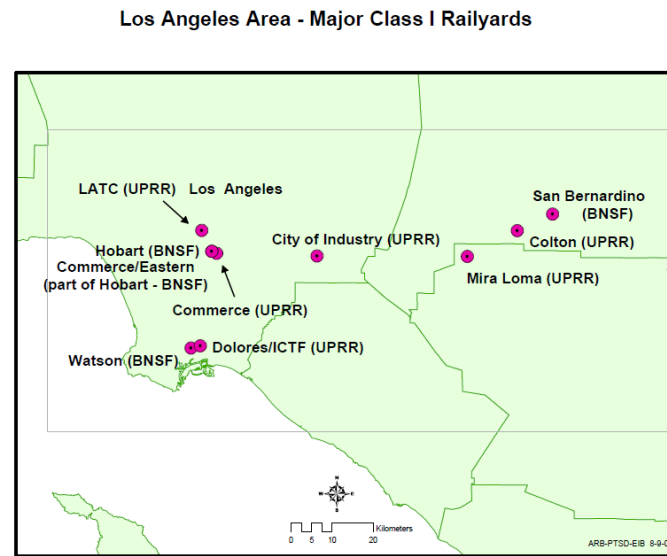 Los Angeles Area - Major Class I Railyards
LATC (UPRR)
Los Angeles
San Bernardino
(BNSF)
Hobart (BNSF)
City of Industry (UPRR)
Colton (UPRR)
Commerce/Eastern
(part of Hobart - BNSF)
Mira Loma (UPRR)
Commerce (UPRR)
Dolores/ICTF (UPRR)
Watson (BNSF)
N
W
E
S
Kilometers
0 5 10 20
ARB-PTSD-EIB